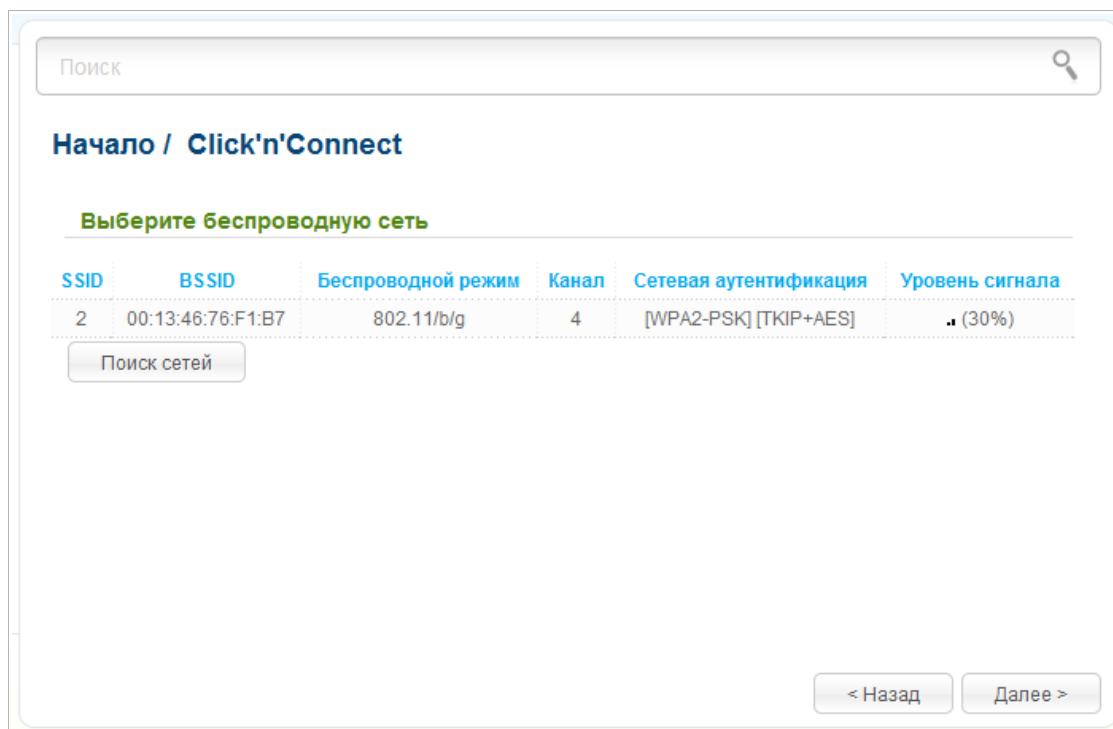 Поиск
Начало / Click'n'Connect
Выберите беспроводную сеть
SSID BSSID Беспроводной режим Канал Сетевая аутентификация Уровень сигнала
2 00:13:46:76:F1:B7 802.11/b/g 4 [WPA2-PSK] [TKIP+AES] (30%)
Поиск сетей
< Назад Далее >